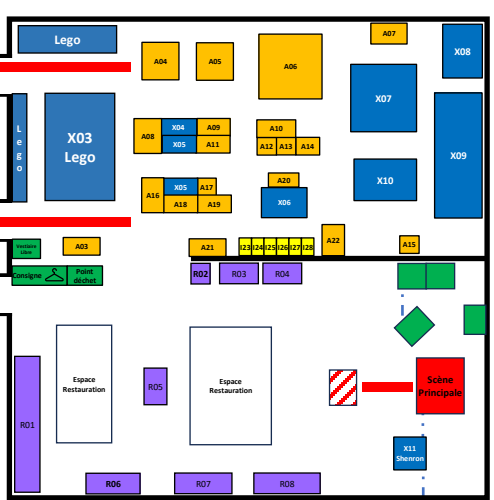 Lego
A04
A05
A06
A07
X08
L
e
g
o
X03
Lego
X07
X09
A08
X04
A09
X05
A11
A10
A12
A13
A14
X10
A16
X05
A17
A18
A19
A20
X06
Vestiaire
Libre
A03
A21
I23
I24
I25
I26
I27
I28
A22
A15
Consigne
Point
déchet
R02
R03
R04
Espace
Restauration
R05
Espace
Restauration
Scène
Principale
R01
X11
Shenron
R06
R07
R08